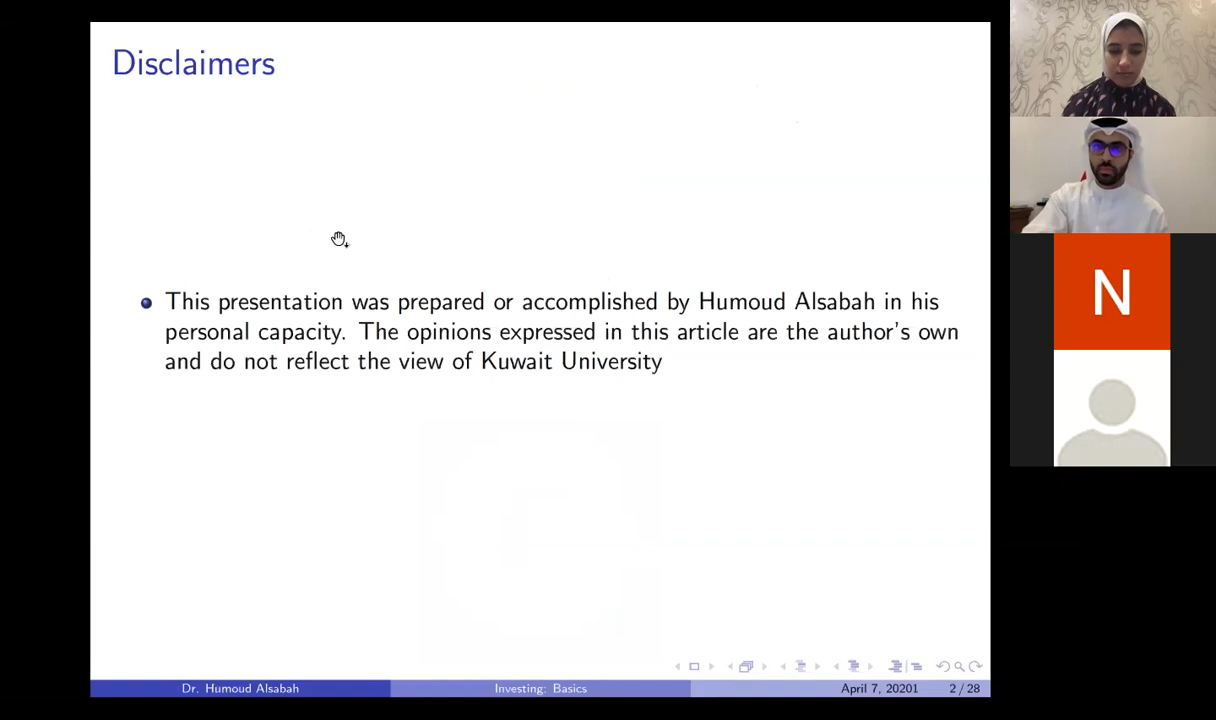 Disclaimers
This presentation was prepared or accomplished by Humoud Alsabah in his
personal capacity. The opinions expressed in this article are the author's own
and do not reflect the view of Kuwait University
N
Dr. Humoud Alsabah
Investing: Basics
April 7, 20201
2 / 28